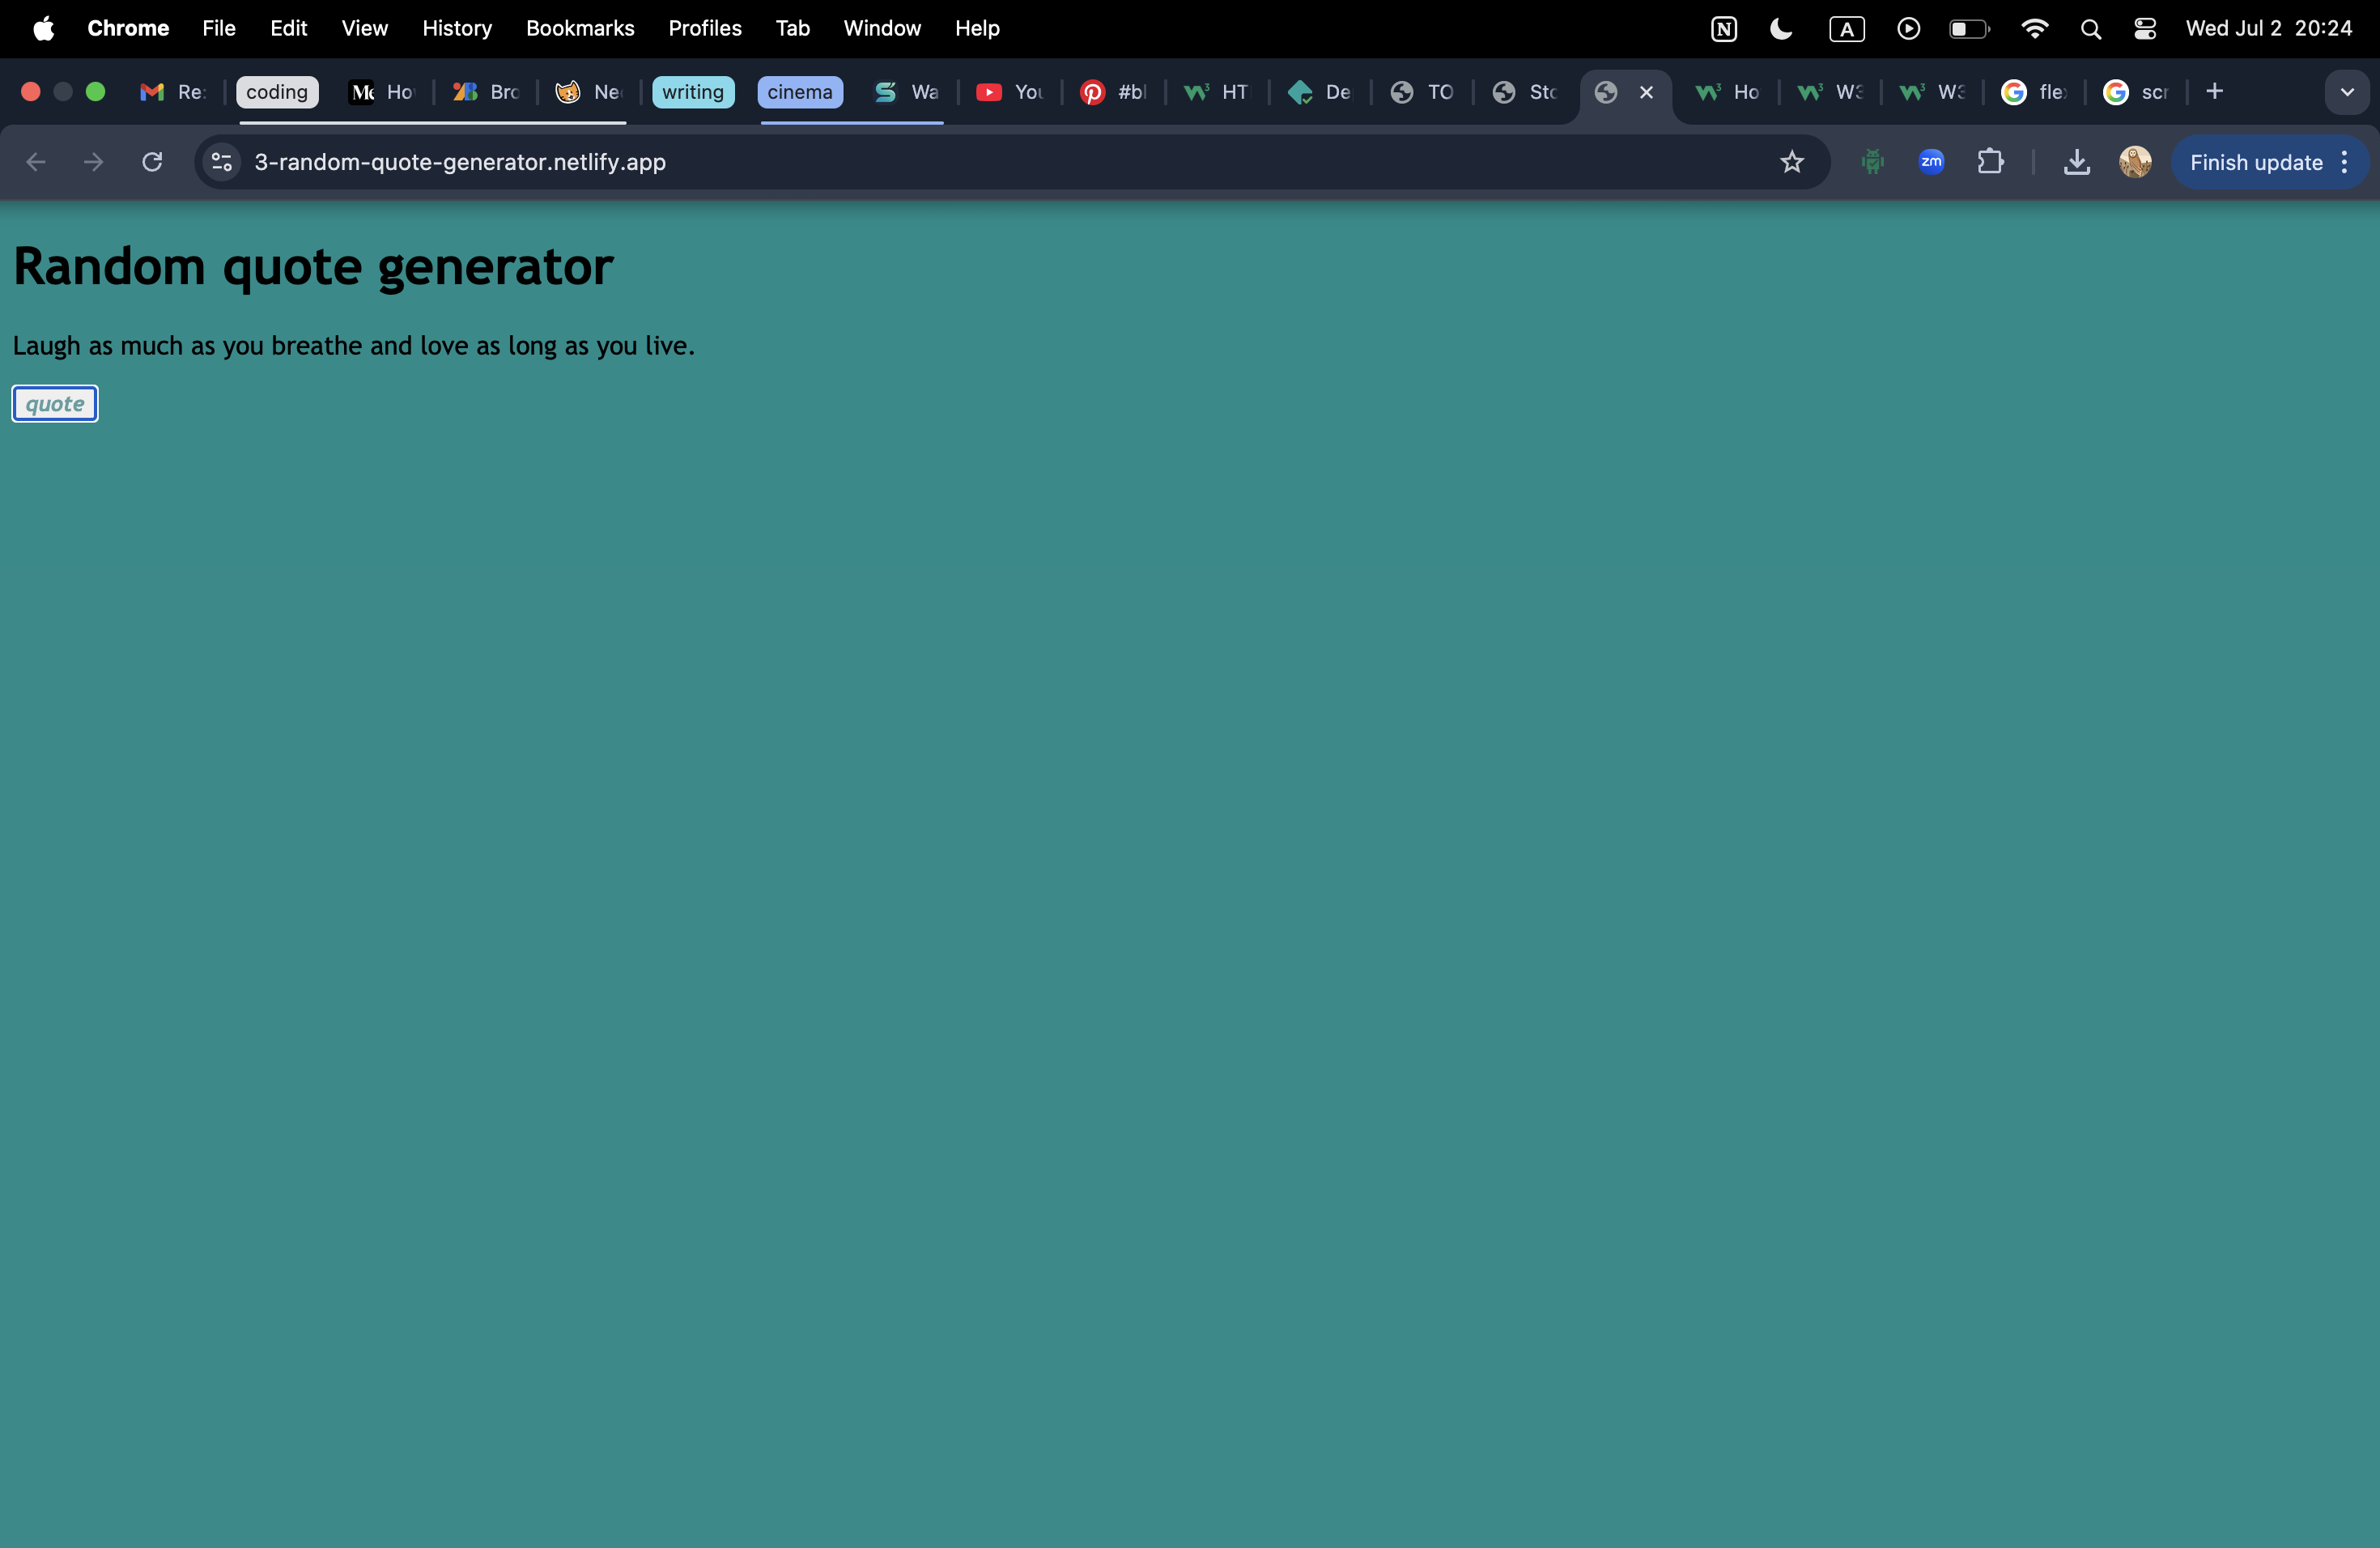 Chrome File Edit View History Bookmarks Profiles Tab Window Help N A Wed Jul 2 20:24
Re: coding Me Ho Bro Ne writing cinema S Wa You #bl HT De TO Sto Ho W3 W3 G fle G scr
3-random-quote-generator.netlify.app zm Finish update
Random quote generator
Laugh as much as you breathe and love as long as you live.
quote